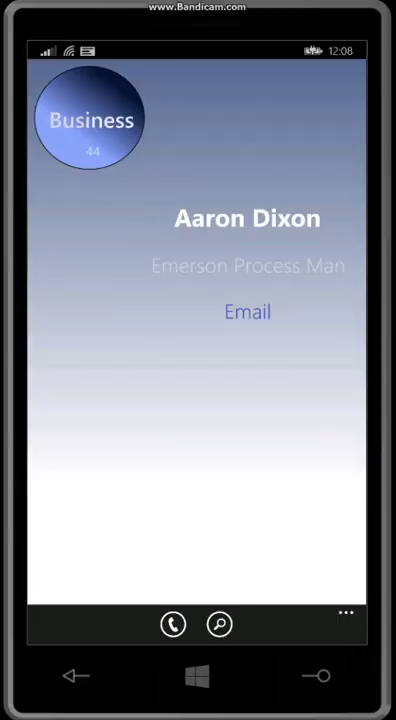 www.Bandicam.com
12:08
Business
44
Aaron Dixon
Emerson Process Man
Email